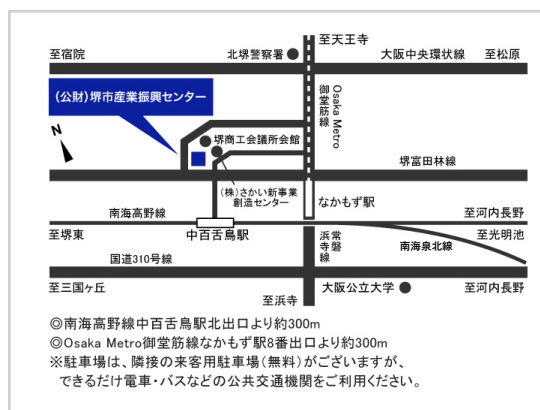 至天王寺
至宿院
北堺警察署
大阪中央環状線
至松原
(公財)堺市産業振興センター
Osaka Metro
御堂筋線
N
堺商工会議所会館
堺富田林線
(株)さかい新事業
創造センター
なかもず駅
南海高野線
至河内長野
至堺東
中百舌鳥駅
常磐
浜寺線
南海泉北線
至光明池
国道310号線
至三国ヶ丘
至浜寺
大阪公立大学
至河内長野
◎南海高野線中百舌鳥駅北出口より約300m
◎Osaka Metro御堂筋線なかもず駅8番出口より約300m
※駐車場は、隣接の来客用駐車場(無料)がございますが、
できるだけ電車・バスなどの公共交通機関をご利用ください。